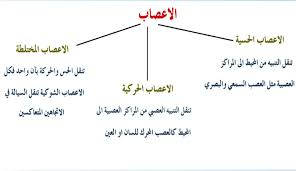 الاعصاب
الاعصاب الحسية
تنقل التنبيه من المحيط الى المراكز
العصبية مثل العصب السمعي والبصري
الاعصاب الحركية
تنقل التنبيه العصبي من المراكز العصبية الى
المحيط كالعصب المحرك للسان او العين
الاعصاب المختلطة
تنقل الحس والحركة بآن واحد فكل
الاعصاب الشوكية تنقل السيالة في
الاتجاهين المتعاكسين